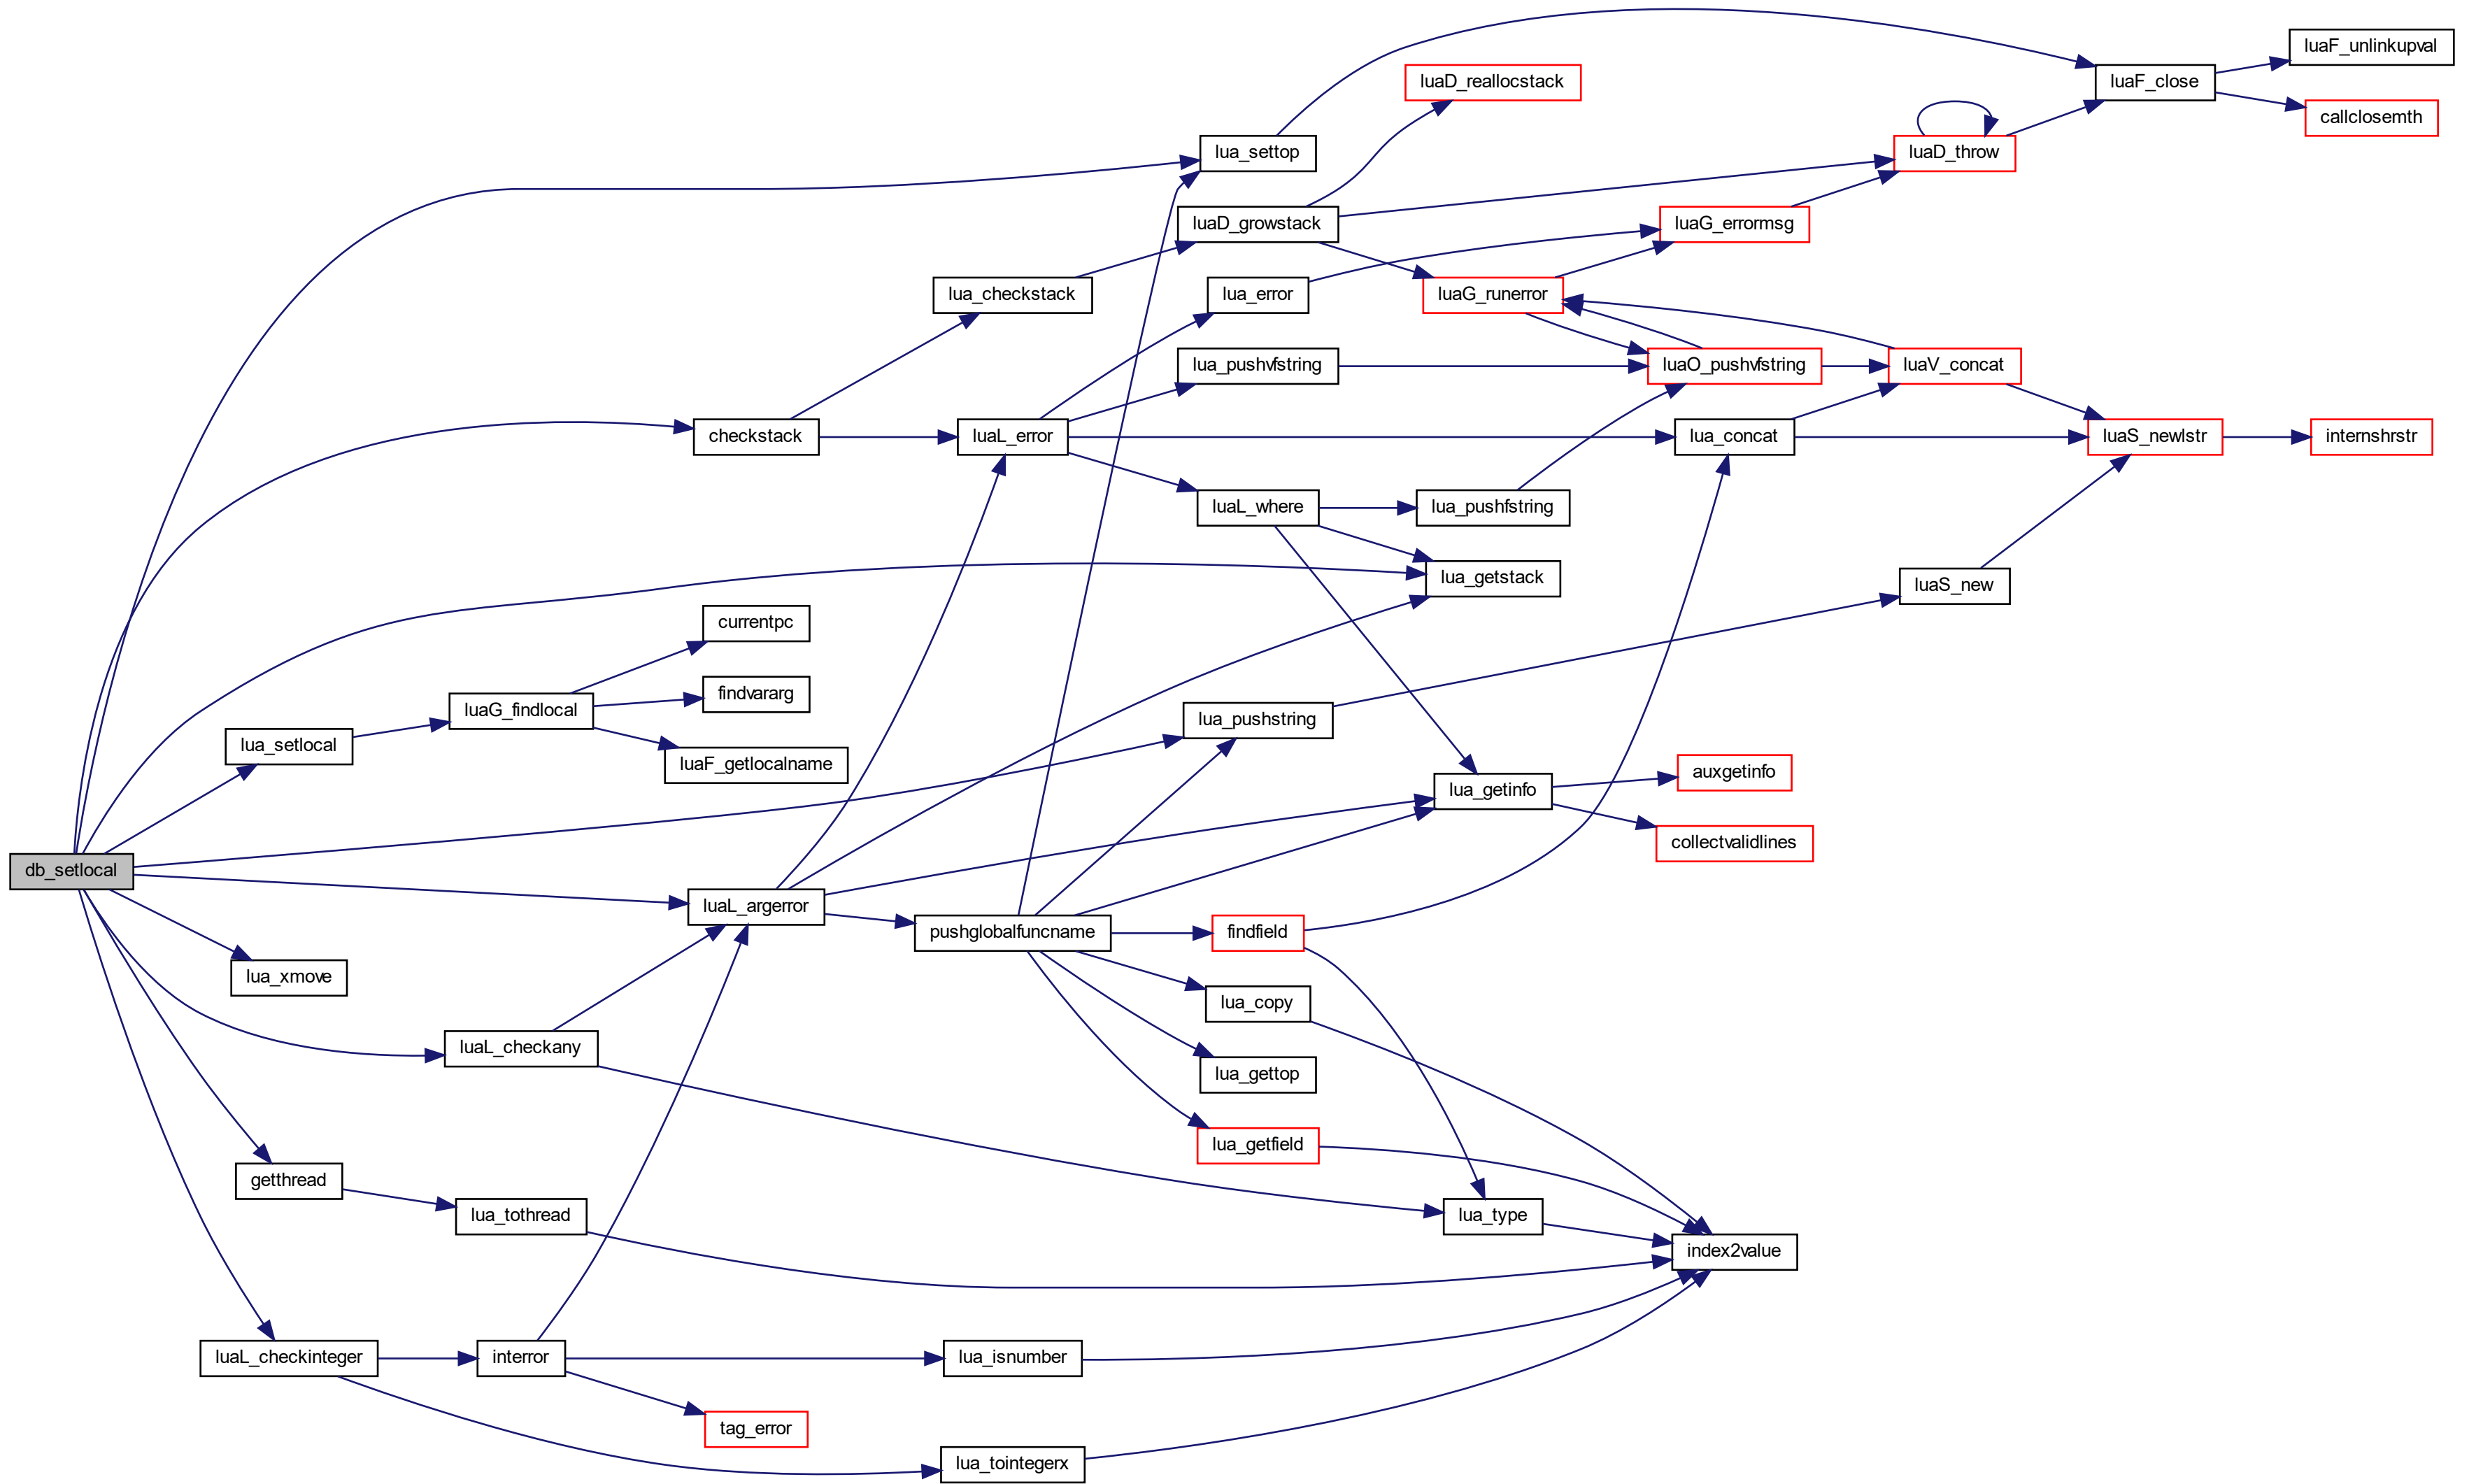 luaF_unlinkupval
luaD_reallocstack
luaF_close
callclosemth
lua_settop
luaD_throw
luaD_growstack
luaG_errormsg
lua_checkstack
lua_error
luaG_runerror
lua_pushvfstring
luaO_pushvfstring
luaV_concat
checkstack
luaL_error
lua_concat
luaS_newlstr
internshrstr
luaL_where
lua_pushfstring
lua_getstack
luaS_new
currentpc
findvararg
luaG_findlocal
lua_pushstring
lua_setlocal
luaF_getlocalname
auxgetinfo
lua_getinfo
collectvalidlines
db_setlocal
luaL_argerror
pushglobalfuncname
findfield
lua_xmove
lua_copy
luaL_checkany
lua_gettop
lua_getfield
getthread
lua_tothread
lua_type
index2value
luaL_checkinteger
interror
lua_isnumber
tag_error
lua_tointegerx